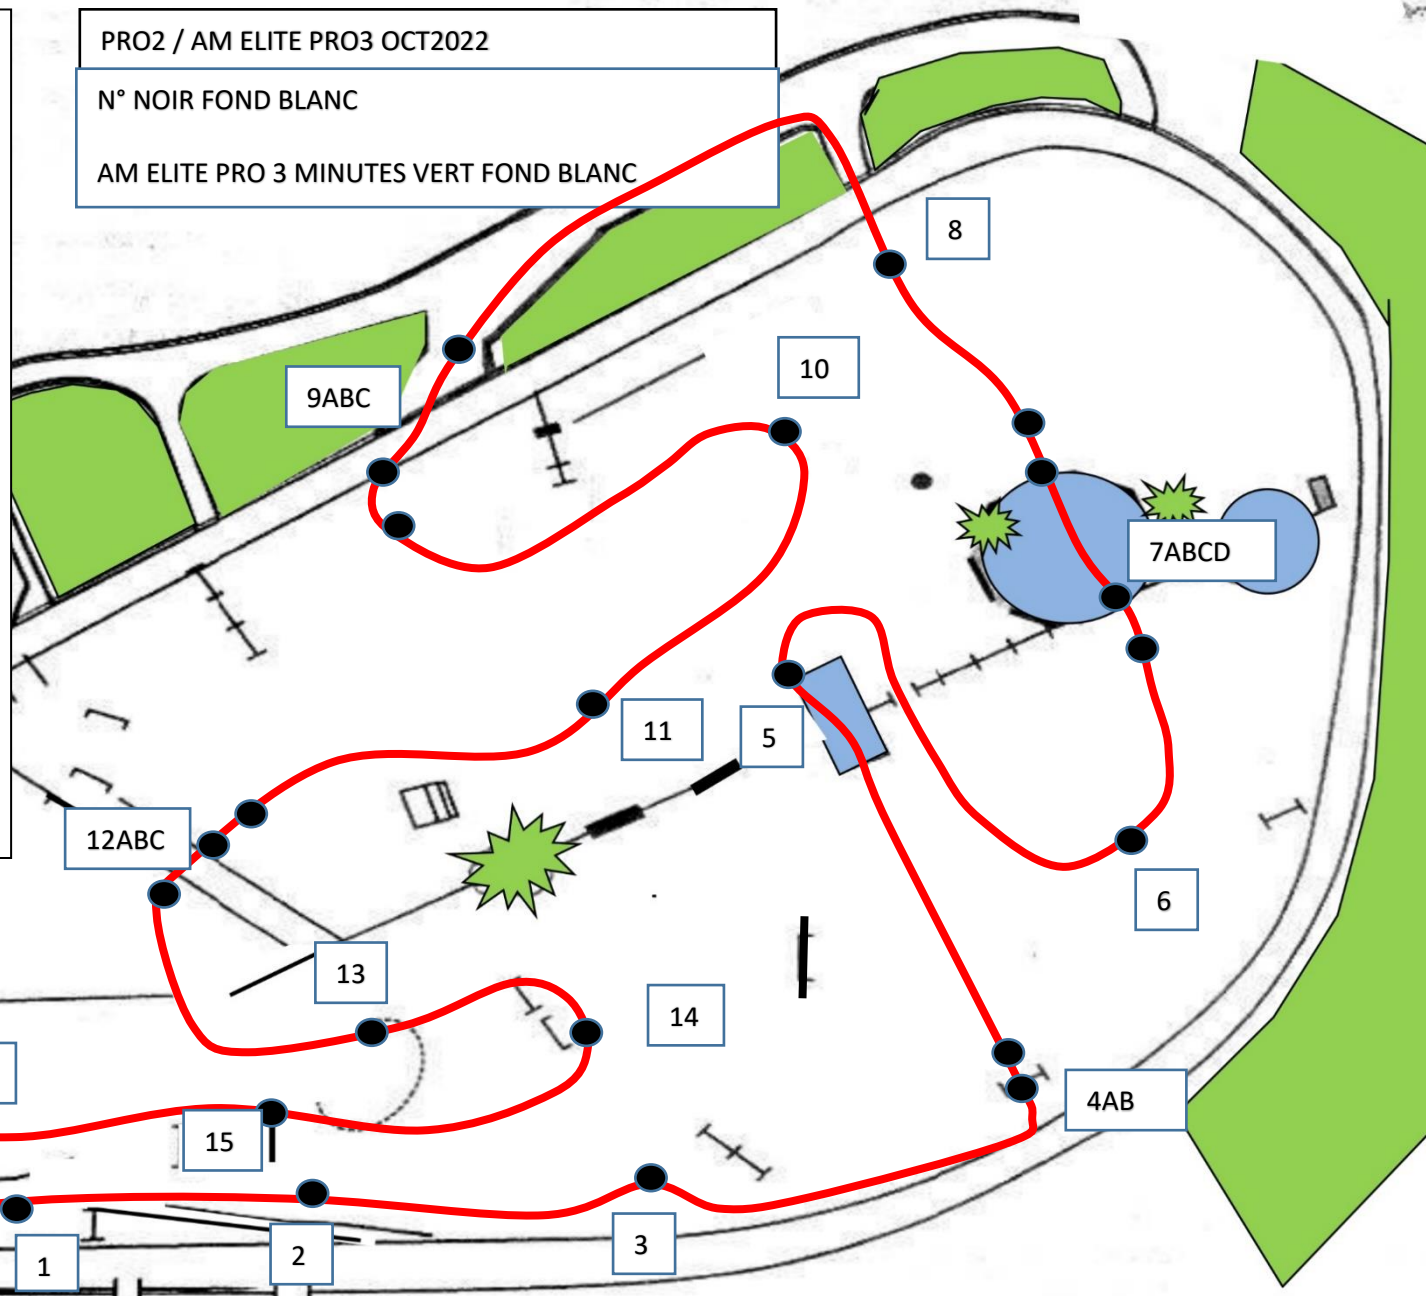 PRO2 / AM ELITE PRO3 OCT2022
N° NOIR FOND BLANC
AM ELITE PRO 3 MINUTES VERT FOND BLANC
8
10
9ABC
7ABCD
11
5
12ABC
6
13
14
4AB
15
3
2
1